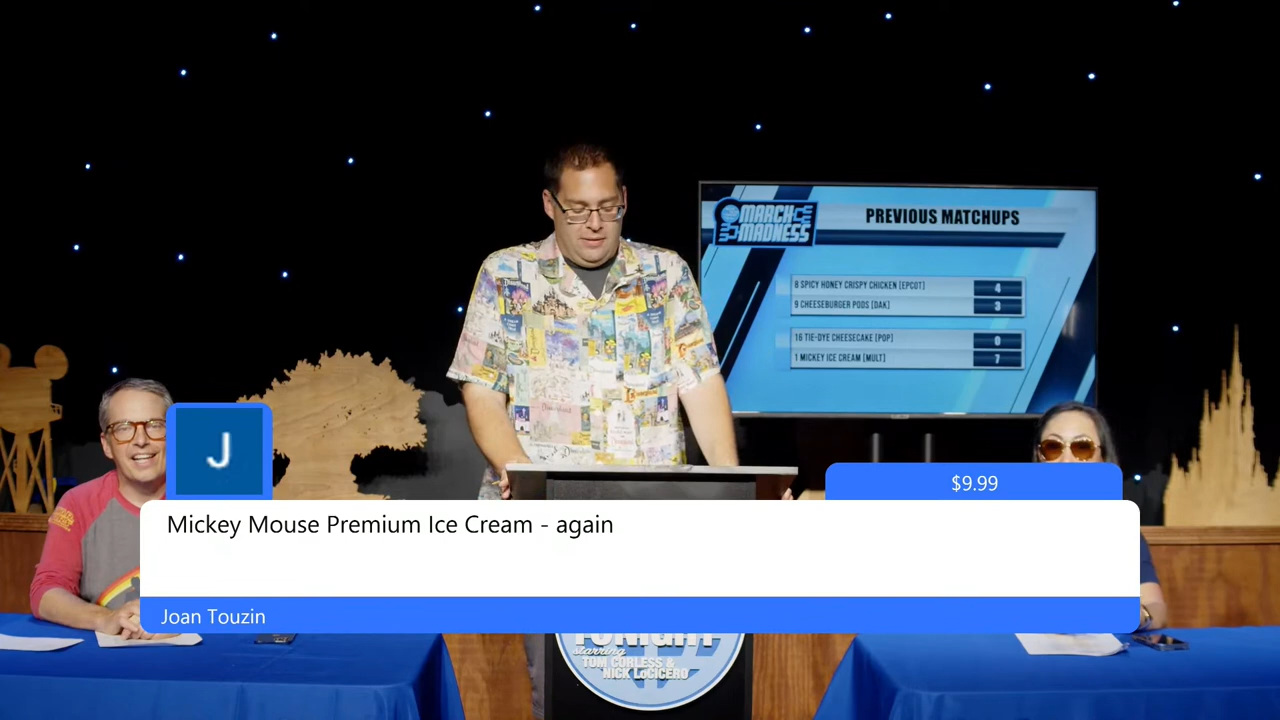 MARCH
MADNESS
PREVIOUS MATCHUPS
8 SPICY HONEY CRISPY CHICKEN [EPCOT] 4
9 CHEESEBURGER PODS [DAK] 3
16 TIE-DYE CHEESECAKE [POP] 0
1 MICKEY ICE CREAM [MULT] 7
J
$9.99
Mickey Mouse Premium Ice Cream - again
Joan Touzin
TONIGHT
starring
TOM CORLESS &
NICK LOCICERO